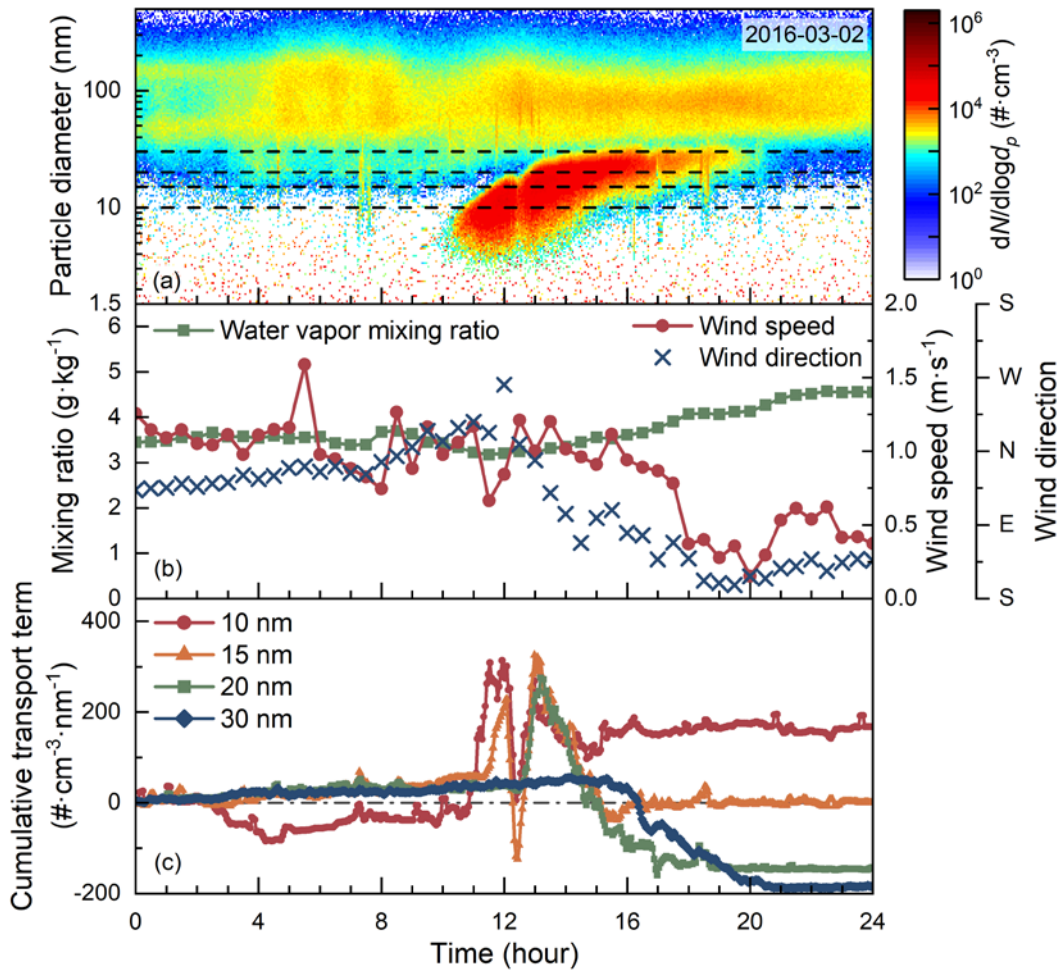 2016-03-02
Particle diameter (nm)
100
10
1.5
(a)
10⁶
10⁴
10²
10⁰
dN/dlogdₚ (#·cm⁻³)
Mixing ratio (g·kg⁻¹)
6
5
4
3
2
1
0
Water vapor mixing ratio
Wind speed
Wind direction
(b)
2.0
1.5
1.0
0.5
0.0
Wind speed (m·s⁻¹)
S
W
N
E
S
Wind direction
Cumulative transport term
(#·cm⁻³·nm⁻¹)
400
200
0
-200
10 nm
15 nm
20 nm
30 nm
(c)
0 4 8 12 16 20 24
Time (hour)